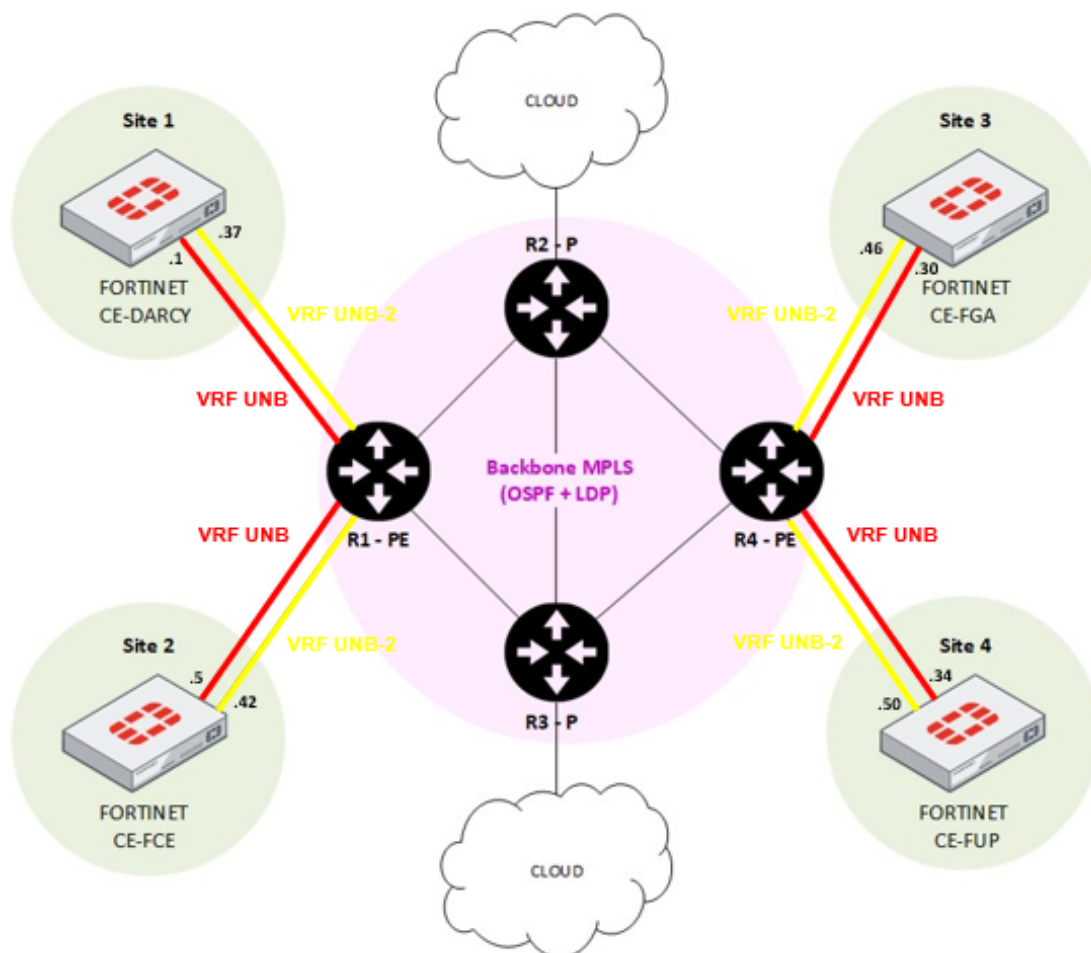 CLOUD
Site 1
.37
.1
FORTINET
CE-DARCY
VRF UNB-2
VRF UNB
Site 3
.46
.30
FORTINET
CE-FGA
VRF UNB-2
VRF UNB
R2 - P
Backbone MPLS
(OSPF + LDP)
R1 - PE
R4 - PE
VRF UNB
VRF UNB-2
Site 2
.5
.42
FORTINET
CE-FCE
VRF UNB
VRF UNB-2
Site 4
.34
.50
FORTINET
CE-FUP
R3 - P
CLOUD